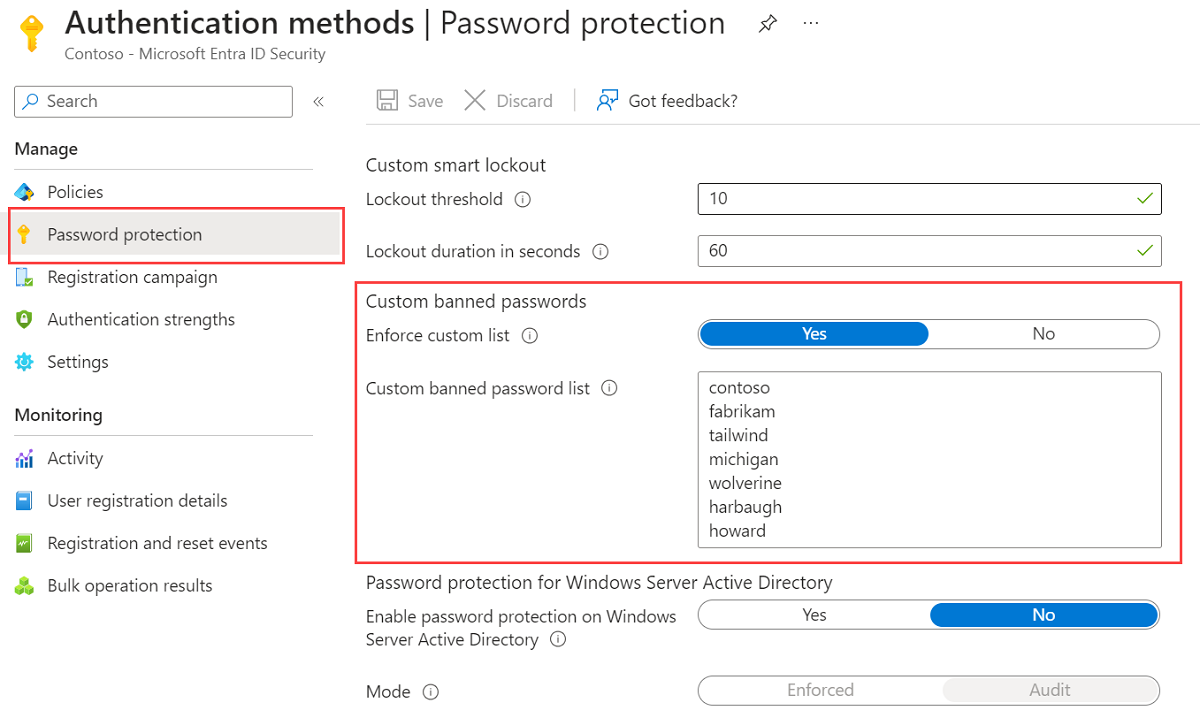 Authentication methods | Password protection
Contoso - Microsoft Entra ID Security
Search
Save
Discard
Got feedback?
Manage
Policies
Password protection
Registration campaign
Authentication strengths
Settings
Monitoring
Activity
User registration details
Registration and reset events
Bulk operation results
Custom smart lockout
Lockout threshold
10
Lockout duration in seconds
60
Custom banned passwords
Enforce custom list
Yes
No
Custom banned password list
contoso
fabrikam
tailwind
michigan
wolverine
harbaugh
howard
Password protection for Windows Server Active Directory
Enable password protection on Windows
Server Active Directory
Yes
No
Mode
Enforced
Audit